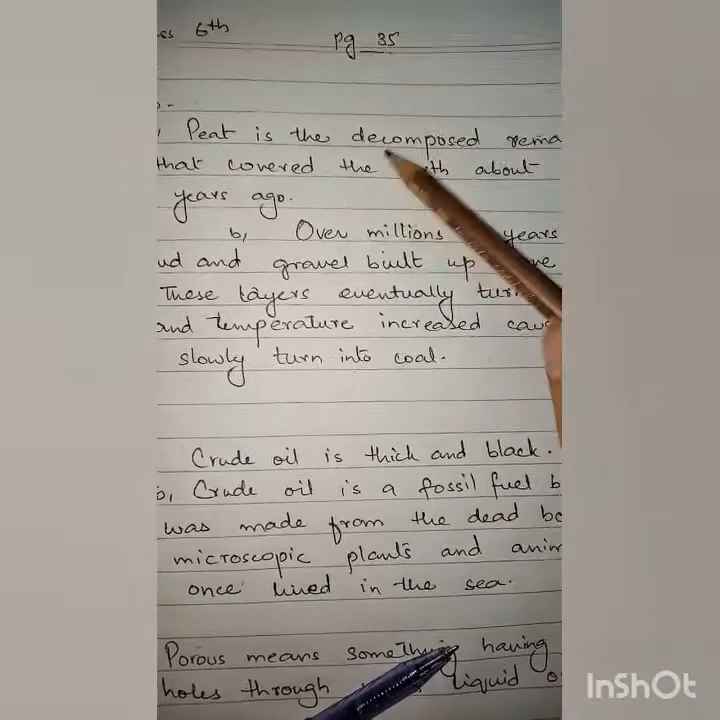 6th
Pg 35
Peat is the decomposed
that covered the about
years ago.
b, Over millions years
and gravel built up
These layers eventually
and temperature increased
slowly turn into coal.
Crude oil is thick and black.
b, Crude oil is a fossil fuel
was made from the dead
microscopic plants and
once lived in the sea.
Porous means something having
holes through liquid
InShOt